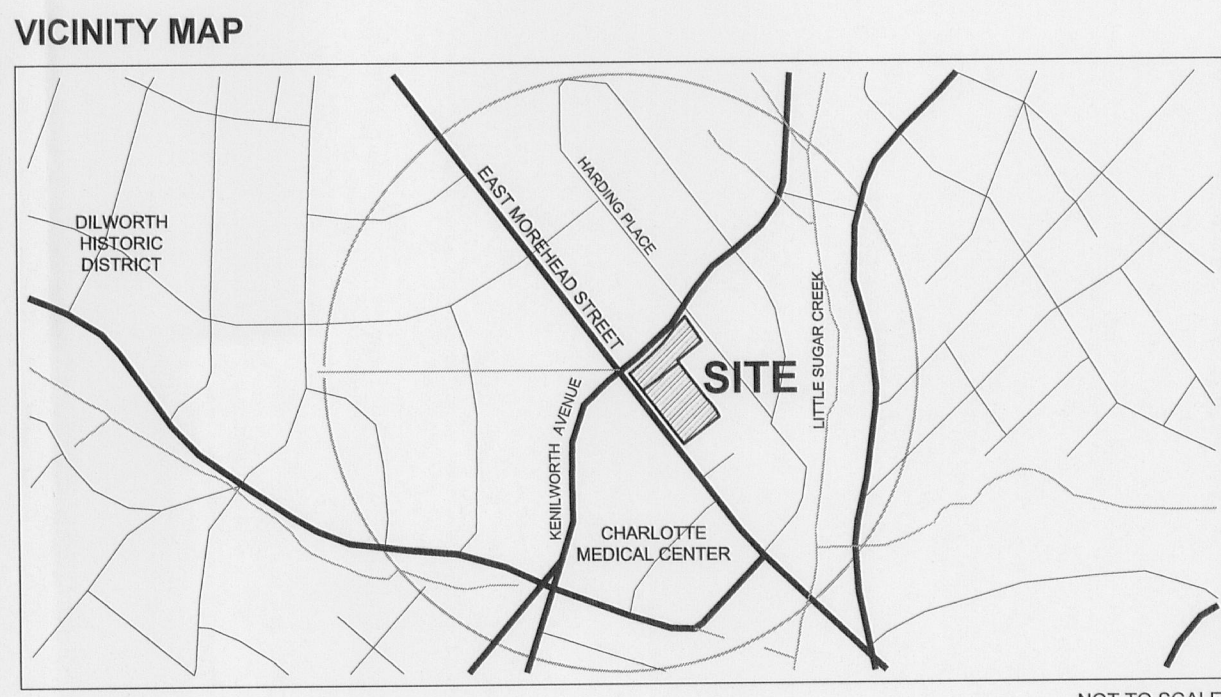 VICINITY MAP
DILWORTH
HISTORIC
DISTRICT
EAST MOREHEAD STREET
HARDING PLACE
SITE
LITTLE SUGAR CREEK
KENILWORTH AVENUE
CHARLOTTE
MEDICAL CENTER
NOT TO SCALE